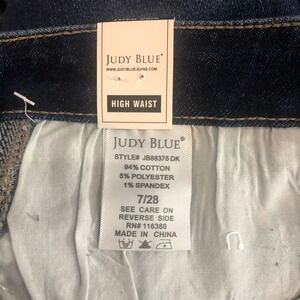 JUDY BLUE®
WWW.JUDYBLUEJEANS.COM
HIGH WAIST
JUDY BLUE®
STYLE# JB88375 DK
94% COTTON
5% POLYESTER
1% SPANDEX
7/28
SEE CARE ON
REVERSE SIDE
RN# 116380
MADE IN CHINA